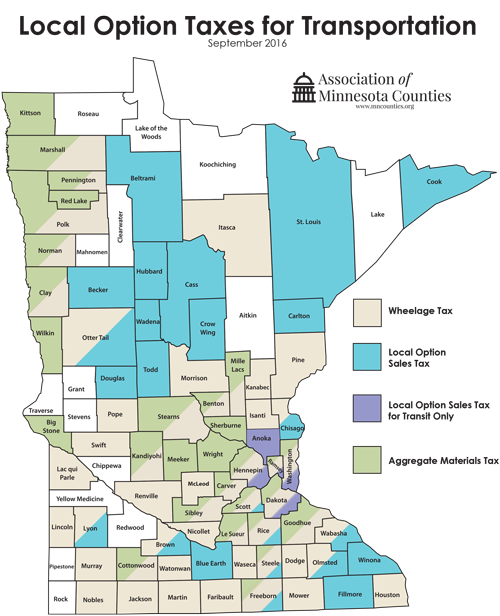 Local Option Taxes for Transportation
September 2016
Association of
Minnesota Counties
www.mncounties.org
Kittson
Roseau
Lake of the
Woods
Marshall
Koochiching
Cook
Pennington
Beltrami
Red Lake
St. Louis
Lake
Polk
Clearwater
Itasca
Norman
Mahnomen
Hubbard
Cass
Clay
Becker
Aitkin
Wadena
Crow
Wing
Carlton
Wilkin
Otter Tail
Pine
Todd
Mille
Lacs
Grant
Douglas
Morrison
Kanabec
Traverse
Stevens
Pope
Stearns
Benton
Isanti
Big
Stone
Sherburne
Chisago
Swift
Anoka
Kandiyohi
Meeker
Wright
Lac qui
Parle
Chippewa
Hennepin
Ramsey
Washington
McLeod
Carver
Yellow Medicine
Renville
Scott
Dakota
Sibley
Lincoln
Lyon
Redwood
Nicollet
Le Sueur
Rice
Goodhue
Wabasha
Brown
Pipestone
Murray
Cottonwood
Watonwan
Blue Earth
Waseca
Steele
Dodge
Olmsted
Winona
Rock
Nobles
Jackson
Martin
Faribault
Freeborn
Mower
Fillmore
Houston
Wheelage Tax
Local Option
Sales Tax
Local Option Sales Tax
for Transit Only
Aggregate Materials Tax